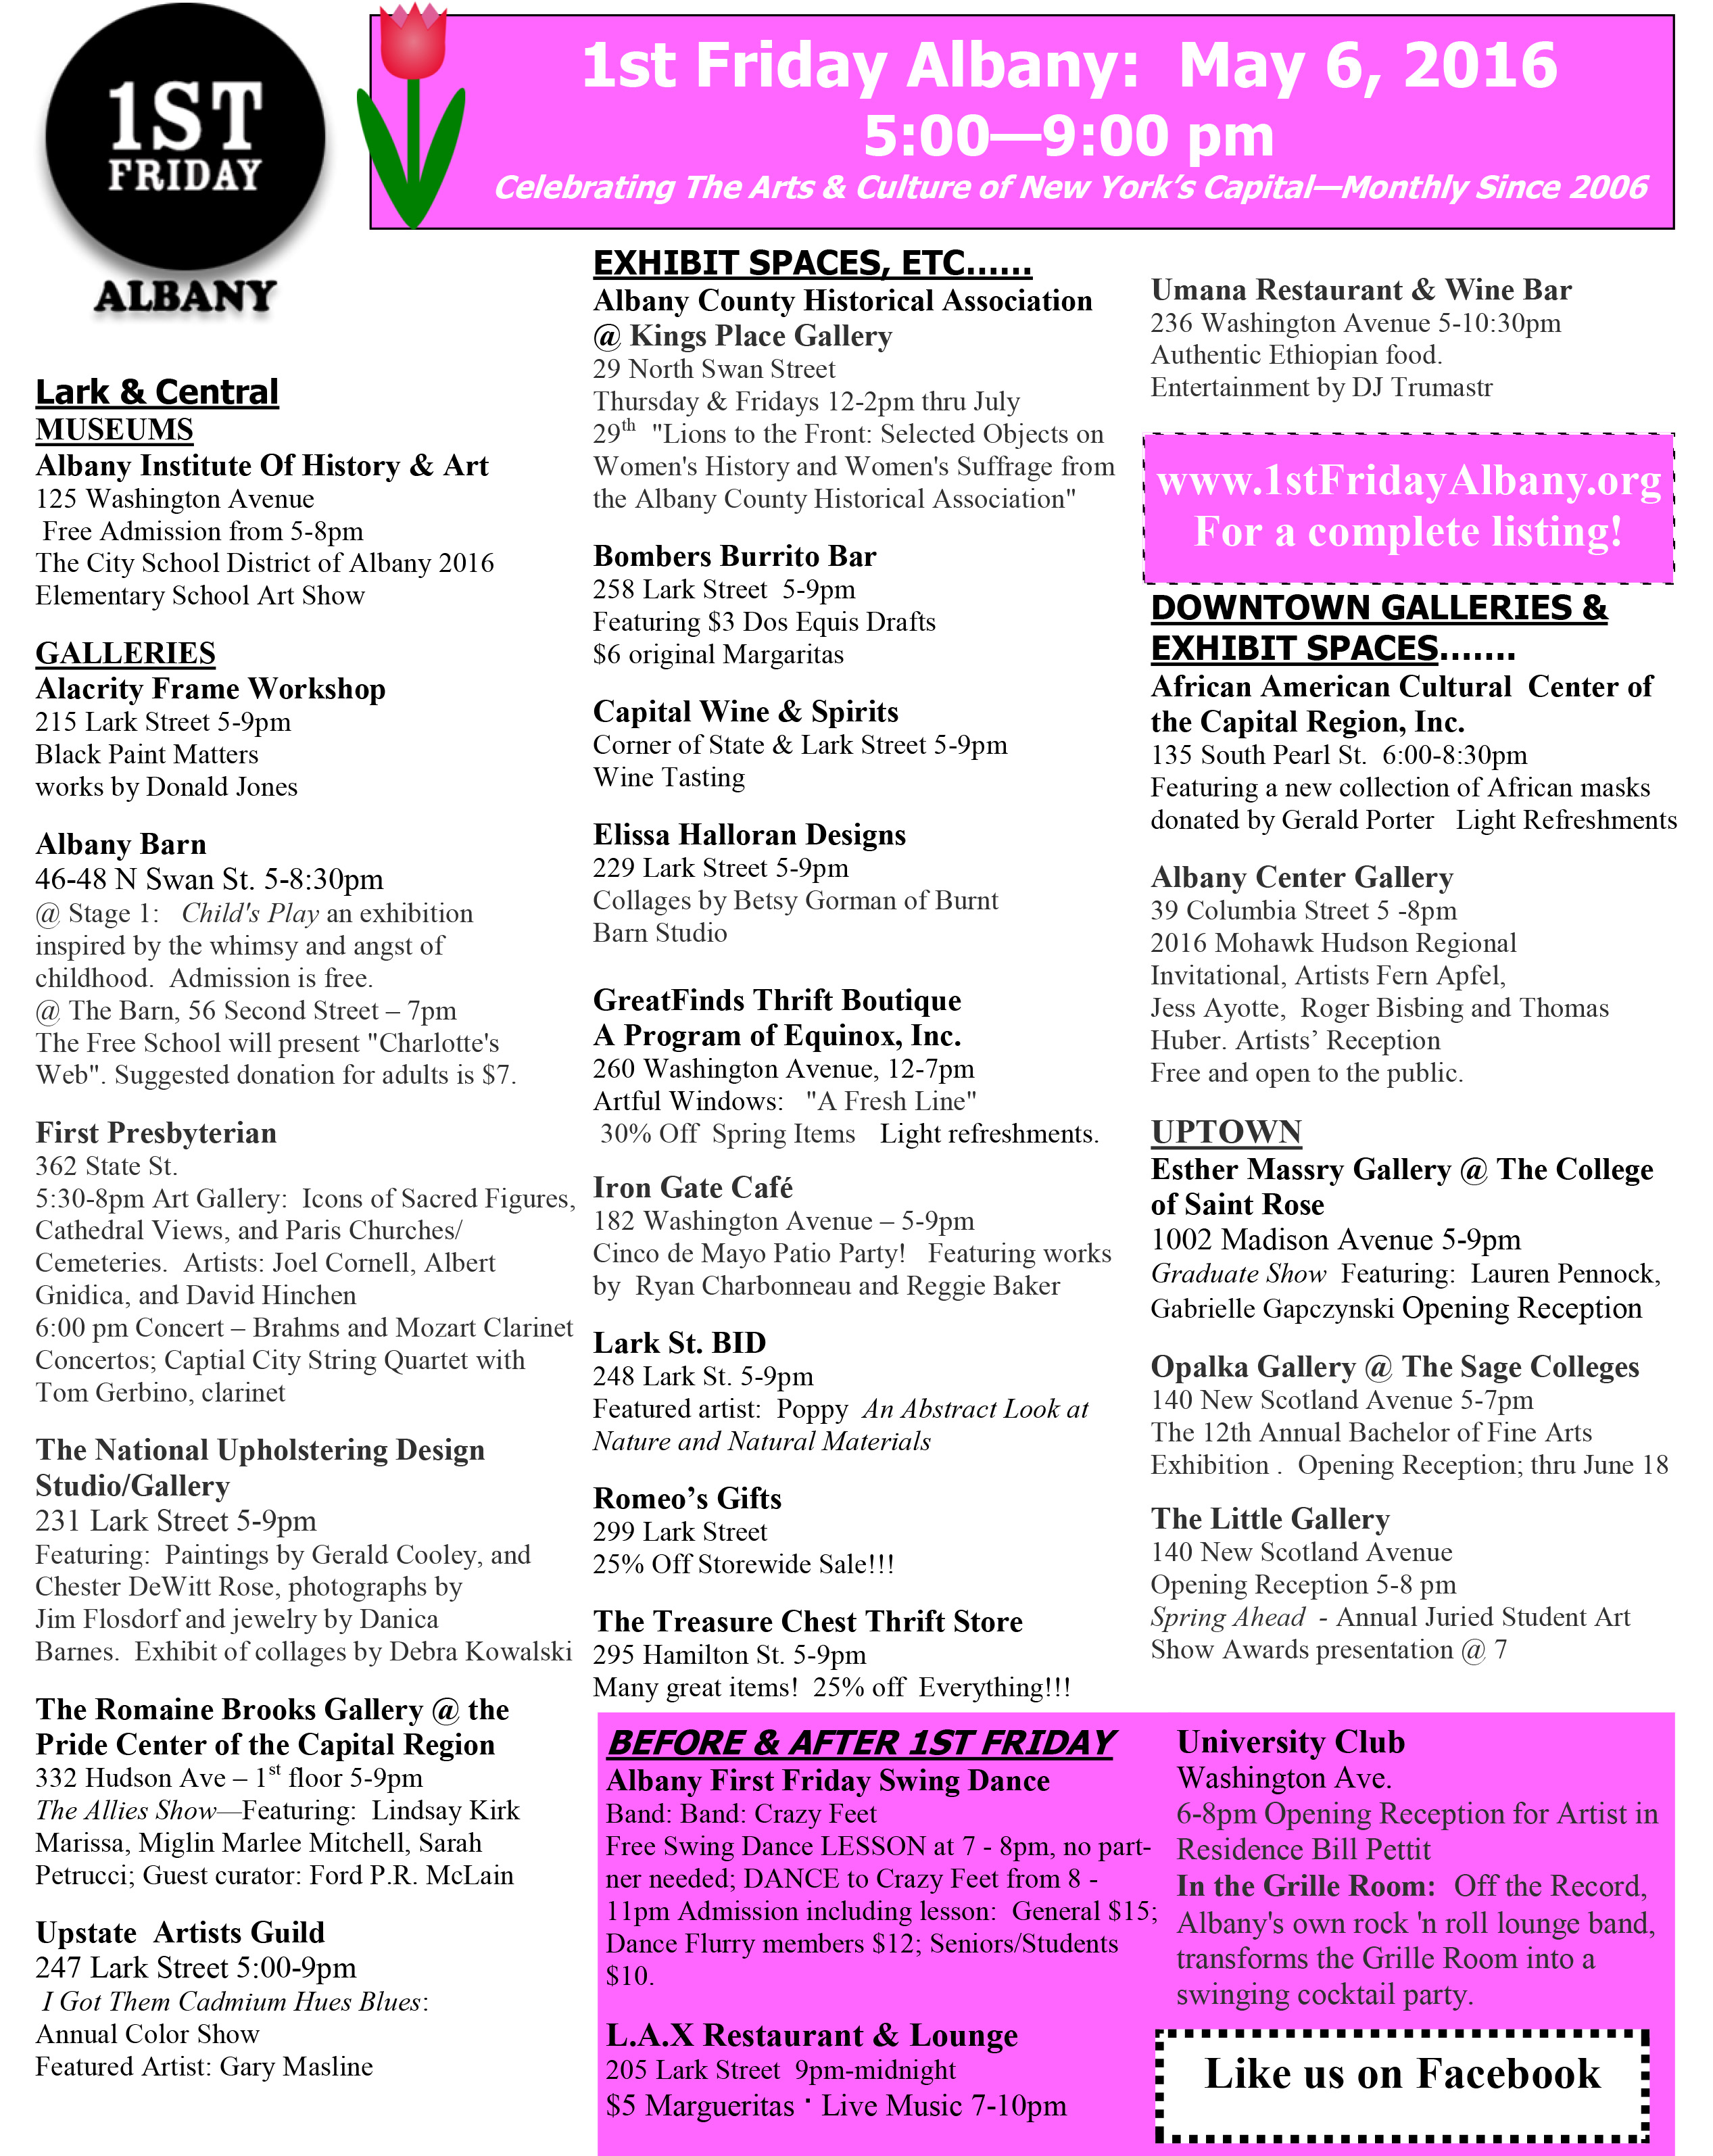 1ST
FRIDAY
ALBANY
1st Friday Albany:  May 6, 2016
5:00—9:00 pm
Celebrating The Arts & Culture of New York’s Capital—Monthly Since 2006
Lark & Central
MUSEUMS
Albany Institute Of History & Art
125 Washington Avenue
Free Admission from 5-8pm
The City School District of Albany 2016
Elementary School Art Show
GALLERIES
Alacrity Frame Workshop
215 Lark Street 5-9pm
Black Paint Matters
works by Donald Jones
Albany Barn
46-48 N Swan St. 5-8:30pm
@ Stage 1:   Child's Play an exhibition
inspired by the whimsy and angst of
childhood.  Admission is free.
@ The Barn, 56 Second Street – 7pm
The Free School will present "Charlotte's
Web". Suggested donation for adults is $7.
First Presbyterian
362 State St.
5:30-8pm Art Gallery:  Icons of Sacred Figures,
Cathedral Views, and Paris Churches/
Cemeteries.  Artists: Joel Cornell, Albert
Gnidica, and David Hinchen
6:00 pm Concert – Brahms and Mozart Clarinet
Concertos; Captial City String Quartet with
Tom Gerbino, clarinet
The National Upholstering Design
Studio/Gallery
231 Lark Street 5-9pm
Featuring:  Paintings by Gerald Cooley, and
Chester DeWitt Rose, photographs by
Jim Flosdorf and jewelry by Danica
Barnes.  Exhibit of collages by Debra Kowalski
The Romaine Brooks Gallery @ the
Pride Center of the Capital Region
332 Hudson Ave – 1st floor 5-9pm
The Allies Show—Featuring:  Lindsay Kirk
Marissa, Miglin Marlee Mitchell, Sarah
Petrucci; Guest curator: Ford P.R. McLain
Upstate  Artists Guild
247 Lark Street 5:00-9pm
I Got Them Cadmium Hues Blues:
Annual Color Show
Featured Artist: Gary Masline
EXHIBIT SPACES, ETC......
Albany County Historical Association
@ Kings Place Gallery
29 North Swan Street
Thursday & Fridays 12-2pm thru July
29th  "Lions to the Front: Selected Objects on
Women's History and Women's Suffrage from
the Albany County Historical Association"
Bombers Burrito Bar
258 Lark Street  5-9pm
Featuring $3 Dos Equis Drafts
$6 original Margaritas
Capital Wine & Spirits
Corner of State & Lark Street 5-9pm
Wine Tasting
Elissa Halloran Designs
229 Lark Street 5-9pm
Collages by Betsy Gorman of Burnt
Barn Studio
GreatFinds Thrift Boutique
A Program of Equinox, Inc.
260 Washington Avenue, 12-7pm
Artful Windows:   "A Fresh Line"
30% Off  Spring Items   Light refreshments.
Iron Gate Café
182 Washington Avenue – 5-9pm
Cinco de Mayo Patio Party!   Featuring works
by  Ryan Charbonneau and Reggie Baker
Lark St. BID
248 Lark St. 5-9pm
Featured artist:  Poppy  An Abstract Look at
Nature and Natural Materials
Romeo’s Gifts
299 Lark Street
25% Off Storewide Sale!!!
The Treasure Chest Thrift Store
295 Hamilton St. 5-9pm
Many great items!  25% off  Everything!!!
Umana Restaurant & Wine Bar
236 Washington Avenue 5-10:30pm
Authentic Ethiopian food.
Entertainment by DJ Trumastr
www.1stFridayAlbany.org
For a complete listing!
DOWNTOWN GALLERIES &
EXHIBIT SPACES.......
African American Cultural  Center of
the Capital Region, Inc.
135 South Pearl St.  6:00-8:30pm
Featuring a new collection of African masks
donated by Gerald Porter   Light Refreshments
Albany Center Gallery
39 Columbia Street 5 -8pm
2016 Mohawk Hudson Regional
Invitational, Artists Fern Apfel,
Jess Ayotte,  Roger Bisbing and Thomas
Huber. Artists’ Reception
Free and open to the public.
UPTOWN
Esther Massry Gallery @ The College
of Saint Rose
1002 Madison Avenue 5-9pm
Graduate Show  Featuring:  Lauren Pennock,
Gabrielle Gapczynski Opening Reception
Opalka Gallery @ The Sage Colleges
140 New Scotland Avenue 5-7pm
The 12th Annual Bachelor of Fine Arts
Exhibition .  Opening Reception; thru June 18
The Little Gallery
140 New Scotland Avenue
Opening Reception 5-8 pm
Spring Ahead  - Annual Juried Student Art
Show Awards presentation @ 7
BEFORE & AFTER 1ST FRIDAY
Albany First Friday Swing Dance
Band: Band: Crazy Feet
Free Swing Dance LESSON at 7 - 8pm, no part-
ner needed; DANCE to Crazy Feet from 8 -
11pm Admission including lesson:  General $15;
Dance Flurry members $12; Seniors/Students
$10.
L.A.X Restaurant & Lounge
205 Lark Street  9pm-midnight
$5 Margueritas · Live Music 7-10pm
University Club
Washington Ave.
6-8pm Opening Reception for Artist in
Residence Bill Pettit
In the Grille Room:  Off the Record,
Albany's own rock 'n roll lounge band,
transforms the Grille Room into a
swinging cocktail party.
Like us on Facebook